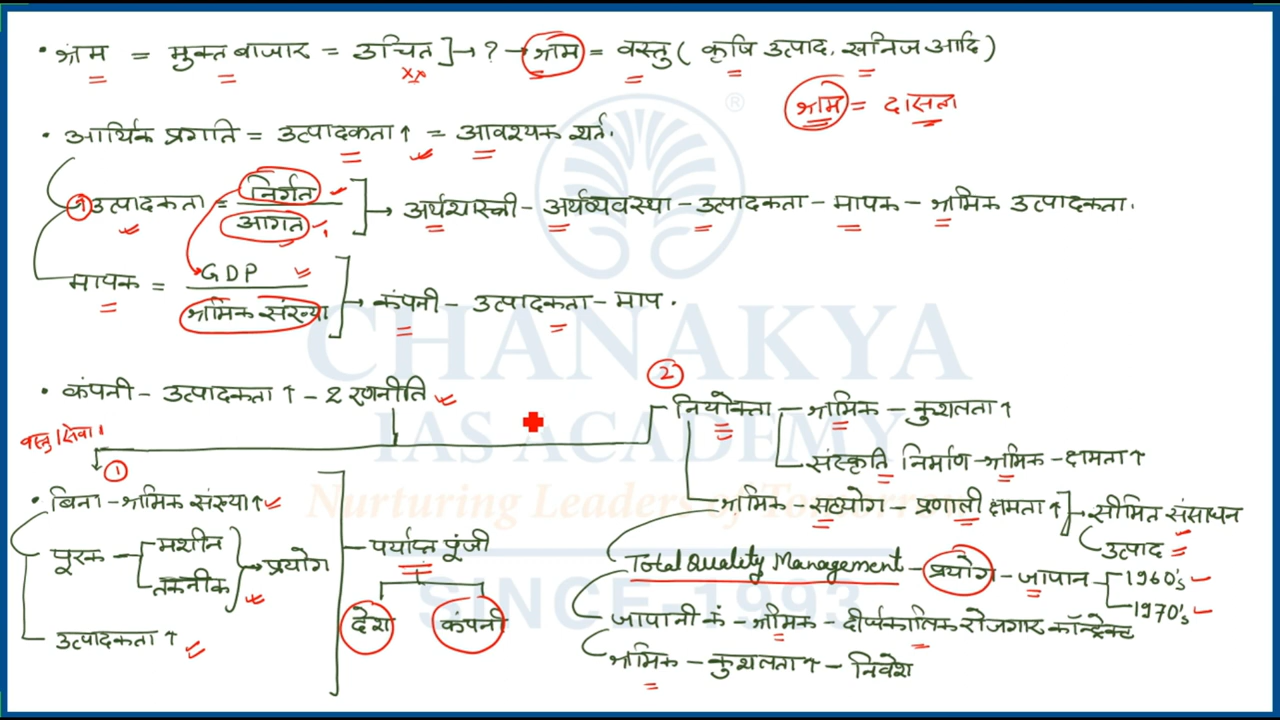 • श्रम = मुक्त बाजार = उचित ] → ? → श्रम = वस्तु ( कृषि उत्पाद, खनिज आदि )
xx
श्रम = दासता
®
• आर्थिक प्रगति = उत्पादकता ↑ = आवश्यक शर्त.
① उत्पादकता = निर्गत / आगत ] → अर्थशास्त्री - अर्थव्यवस्था - उत्पादकता - मापक - श्रमिक उत्पादकता.
मापक = GDP / श्रमिक संख्या ] → कंपनी - उत्पादकता - माप.
CHANAKYA
IAS ACADEMY
Nurturing Leaders of Tomorrow
SINCE-1993
• कंपनी - उत्पादकता ↑ - 2 रणनीति
वस्तु / सेवा.
①
• बिना - श्रमिक संख्या ↑
पूरक - मशीन
तकनीक } → प्रयोग
उत्पादकता ↑
पर्याप्त पूंजी
देश कंपनी
②
नियोक्ता - श्रमिक - कुशलता ↑
संस्कृति निर्माण - श्रमिक - क्षमता ↑
श्रमिक - सहयोग - प्रणाली क्षमता ↑ ] → सीमित संसाधन
उत्पाद
Total Quality Management - प्रयोग - जापान - 1960's
1970's
जापानी कं - श्रमिक - दीर्घकालिक रोजगार कॉन्ट्रेक्ट
श्रमिक - कुशलता ↑ - निवेश